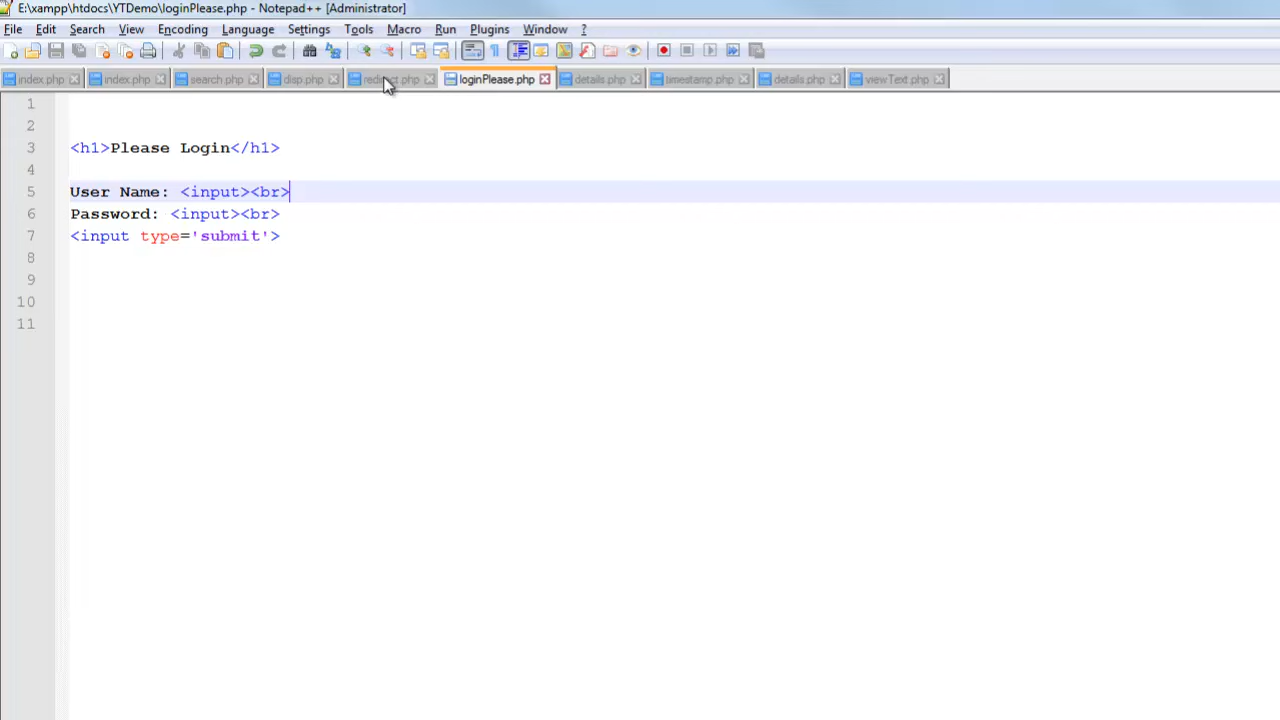 E:\xampp\htdocs\YTDemo\loginPlease.php - Notepad++ [Administrator]
File Edit Search View Encoding Language Settings Tools Macro Run Plugins Window ?
index.php index.php search.php disp.php redirect.php loginPlease.php details.php timestamp.php details.php viewText.php
1
2
3 <h1>Please Login</h1>
4
5 User Name: <input><br>
6 Password: <input><br>
7 <input type='submit'>
8
9
10
11